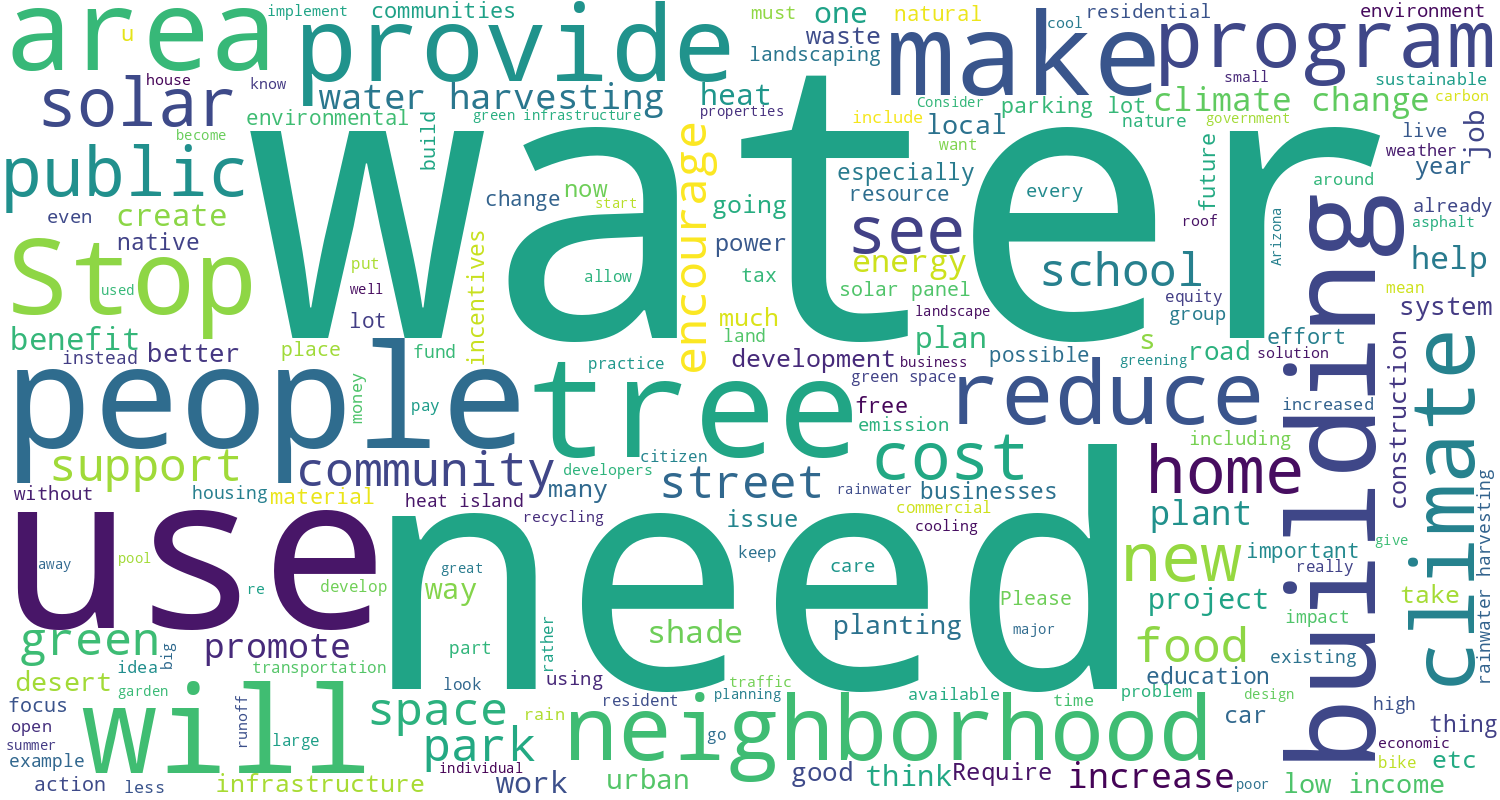 area
u
implement
communities
provide
must
one
natural
cool
residential
environment
waste
landscaping
make
program
house
know
solar
water harvesting
heat
small
sustainable
properties
Consider
parking lot
climate change
carbon
environmental
green infrastructure
build
include
local
nature
government
become
want
live
job
weather
public
water
encourage
especially
future
year
even
create
native
change
now
start
going
resource
every
roof
around
already
asphalt
Arizona
Stop
used
put
well
allow
power
tax
see
energy
school
help
solar panel
equity
group
mean
system
lot
incentives
much
landscape
land
plan
s
effort
benefit
instead
better
place
fund
practice
development
business
possible
greening
road
solution
green space
people
money
pay
tree
free
emission
reduce
increased
building
construction
climate
including
support
community
developers
citizen
cost
home
without
housing
material
heat island
many
street
rainwater
businesses
recycling
issue
commercial
cooling
plant
rainwater harvesting
use
need
away
pool
re
develop
great
way
keep
care
new
important
give
really
Please
major
project
take
green
promote
rather
shade
planting
food
impact
idea
big
transportation
part
education
existing
desert
garden
look
using
traffic
planning
available
time
problem
design
high
focus
will
runoff
space
rain
resident
neighborhood
car
thing
open
summer
large
park
go
economic
example
individual
bike
etc
action
less
infrastructure
work
urban
good
think
Require
increase
poor
low income